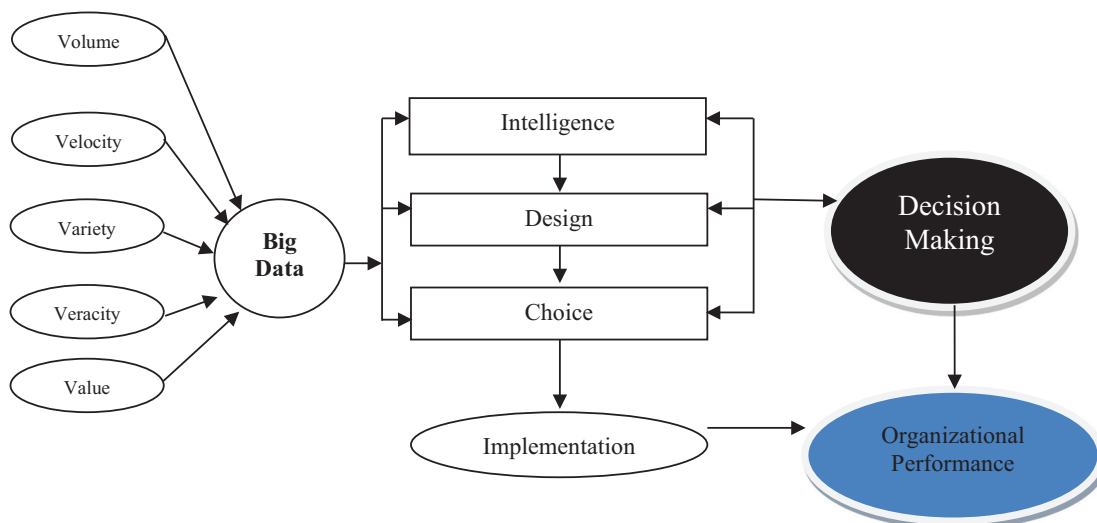 Volume
Velocity
Variety
Veracity
Value
Big
Data
Intelligence
Design
Choice
Implementation
Decision
Making
Organizational
Performance